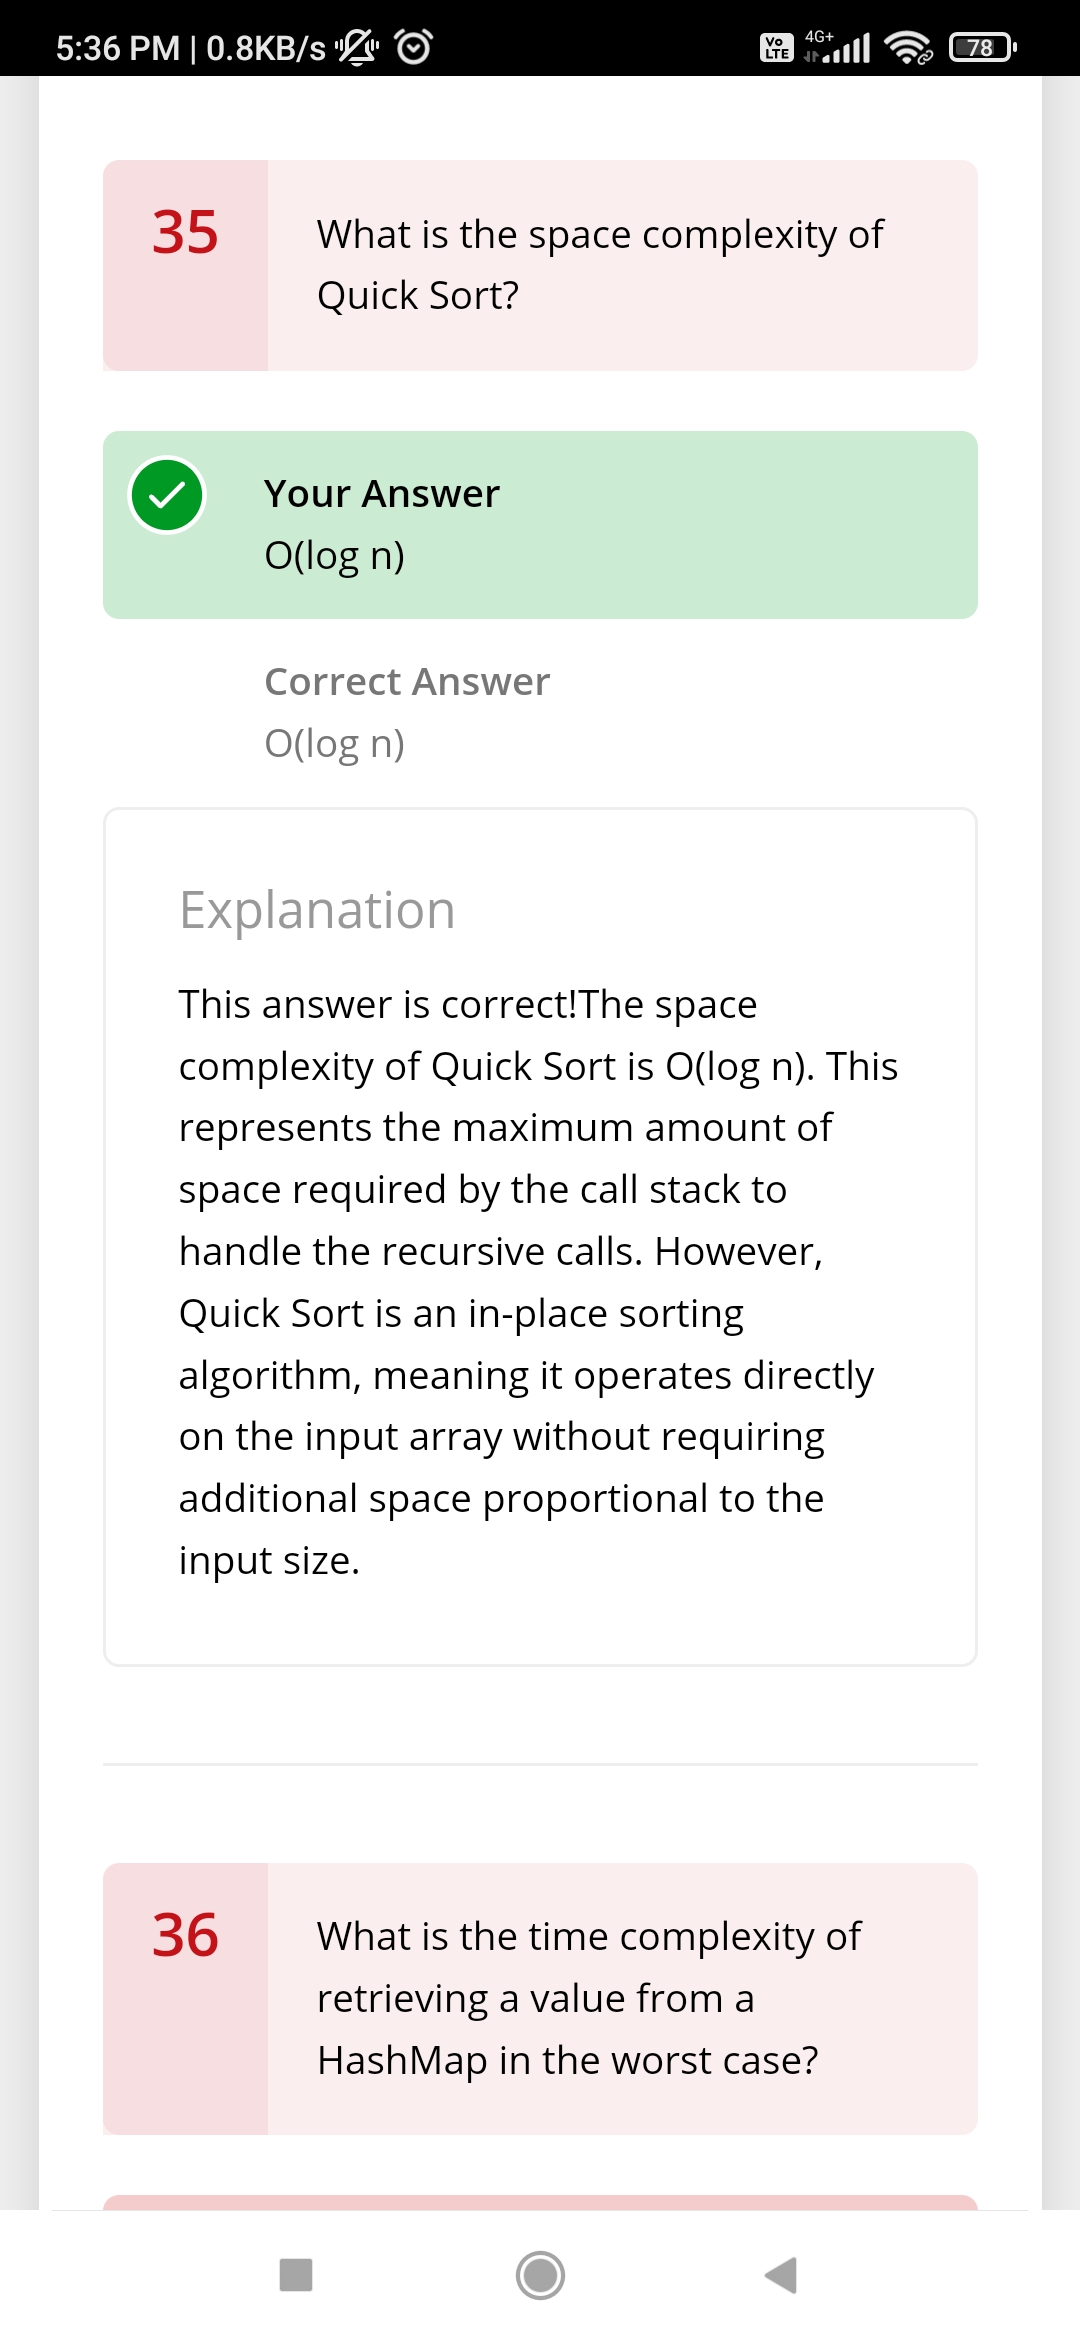 5:36 PM | 0.8KB/s
Vo LTE 4G+ 78
35
What is the space complexity of
Quick Sort?
Your Answer
O(log n)
Correct Answer
O(log n)
Explanation
This answer is correct!The space
complexity of Quick Sort is O(log n). This
represents the maximum amount of
space required by the call stack to
handle the recursive calls. However,
Quick Sort is an in-place sorting
algorithm, meaning it operates directly
on the input array without requiring
additional space proportional to the
input size.
36
What is the time complexity of
retrieving a value from a
HashMap in the worst case?